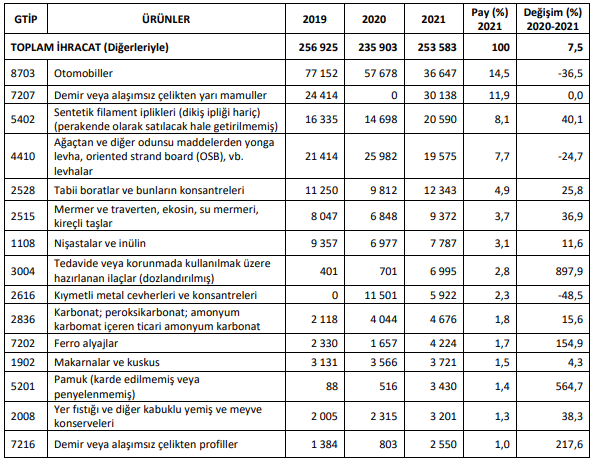 GTİP ÜRÜNLER 2019 2020 2021 Pay (%) 2021 Değişim (%) 2020-2021
TOPLAM İHRACAT (Diğerleriyle) 256 925 235 903 253 583 100 7,5
8703 Otomobiller 77 152 57 678 36 647 14,5 -36,5
7207 Demir veya alaşımsız çelikten yarı mamuller 24 414 0 30 138 11,9 0,0
5402 Sentetik filament iplikleri (dikiş ipliği hariç)
(perakende olarak satılacak hale getirilmemiş) 16 335 14 698 20 590 8,1 40,1
4410 Ağaçtan ve diğer odunsu maddelerden yonga
levha, oriented strand board (OSB), vb.
levhalar 21 414 25 982 19 575 7,7 -24,7
2528 Tabii boratlar ve bunların konsantreleri 11 250 9 812 12 343 4,9 25,8
2515 Mermer ve traverten, ekosin, su mermeri,
kireçli taşlar 8 047 6 848 9 372 3,7 36,9
1108 Nişastalar ve inülin 9 357 6 977 7 787 3,1 11,6
3004 Tedavide veya korunmada kullanılmak üzere
hazırlanan ilaçlar (dozlandırılmış) 401 701 6 995 2,8 897,9
2616 Kıymetli metal cevherleri ve konsantreleri 0 11 501 5 922 2,3 -48,5
2836 Karbonat; peroksikarbonat; amonyum
karbomat içeren ticari amonyum karbonat 2 118 4 044 4 676 1,8 15,6
7202 Ferro alyajlar 2 330 1 657 4 224 1,7 154,9
1902 Makarnalar ve kuskus 3 131 3 566 3 721 1,5 4,3
5201 Pamuk (karde edilmemiş veya
penyelenmemiş) 88 516 3 430 1,4 564,7
2008 Yer fıstığı ve diğer kabuklu yemiş ve meyve
konserveleri 2 005 2 315 3 201 1,3 38,3
7216 Demir veya alaşımsız çelikten profiller 1 384 803 2 550 1,0 217,6